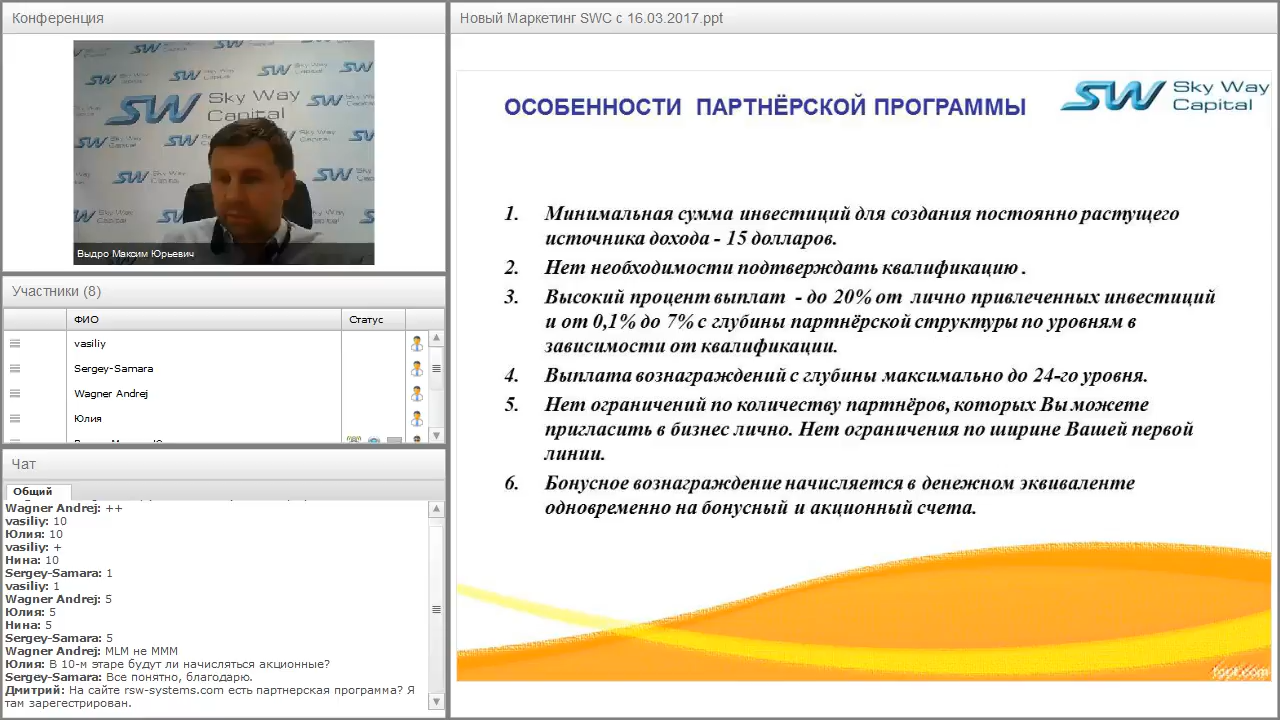 Конференция
SW Sky Way Capital
Выдро Максим Юрьевич
Участники (8)
ФИО Статус
vasiliy
Sergey-Samara
Wagner Andrej
Юлия
Чат
Общий
Wagner Andrej: ++
vasiliy: 10
Юлия: 10
vasiliy: +
Нина: 10
Sergey-Samara: 1
vasiliy: 1
Wagner Andrej: 5
Юлия: 5
Нина: 5
Sergey-Samara: 5
Wagner Andrej: MLM не МММ
Юлия: В 10-м этаре будут ли начисляться акционные?
Sergey-Samara: Все понятно, благодарю.
Дмитрий: На сайте rsw-systems.com есть партнерская программа? Я
там зарегестрирован.
Новый Маркетинг SWC с 16.03.2017.ppt
ОСОБЕННОСТИ ПАРТНЁРСКОЙ ПРОГРАММЫ
SW Sky Way
Capital
1. Минимальная сумма инвестиций для создания постоянно растущего
источника дохода - 15 долларов.
2. Нет необходимости подтверждать квалификацию .
3. Высокий процент выплат - до 20% от лично привлеченных инвестиций
и от 0,1% до 7% с глубины партнёрской структуры по уровням в
зависимости от квалификации.
4. Выплата вознаграждений с глубины максимально до 24-го уровня.
5. Нет ограничений по количеству партнёров, которых Вы можете
пригласить в бизнес лично. Нет ограничения по ширине Вашей первой
линии.
6. Бонусное вознаграждение начисляется в денежном эквиваленте
одновременно на бонусный и акционный счета.
fppt.com